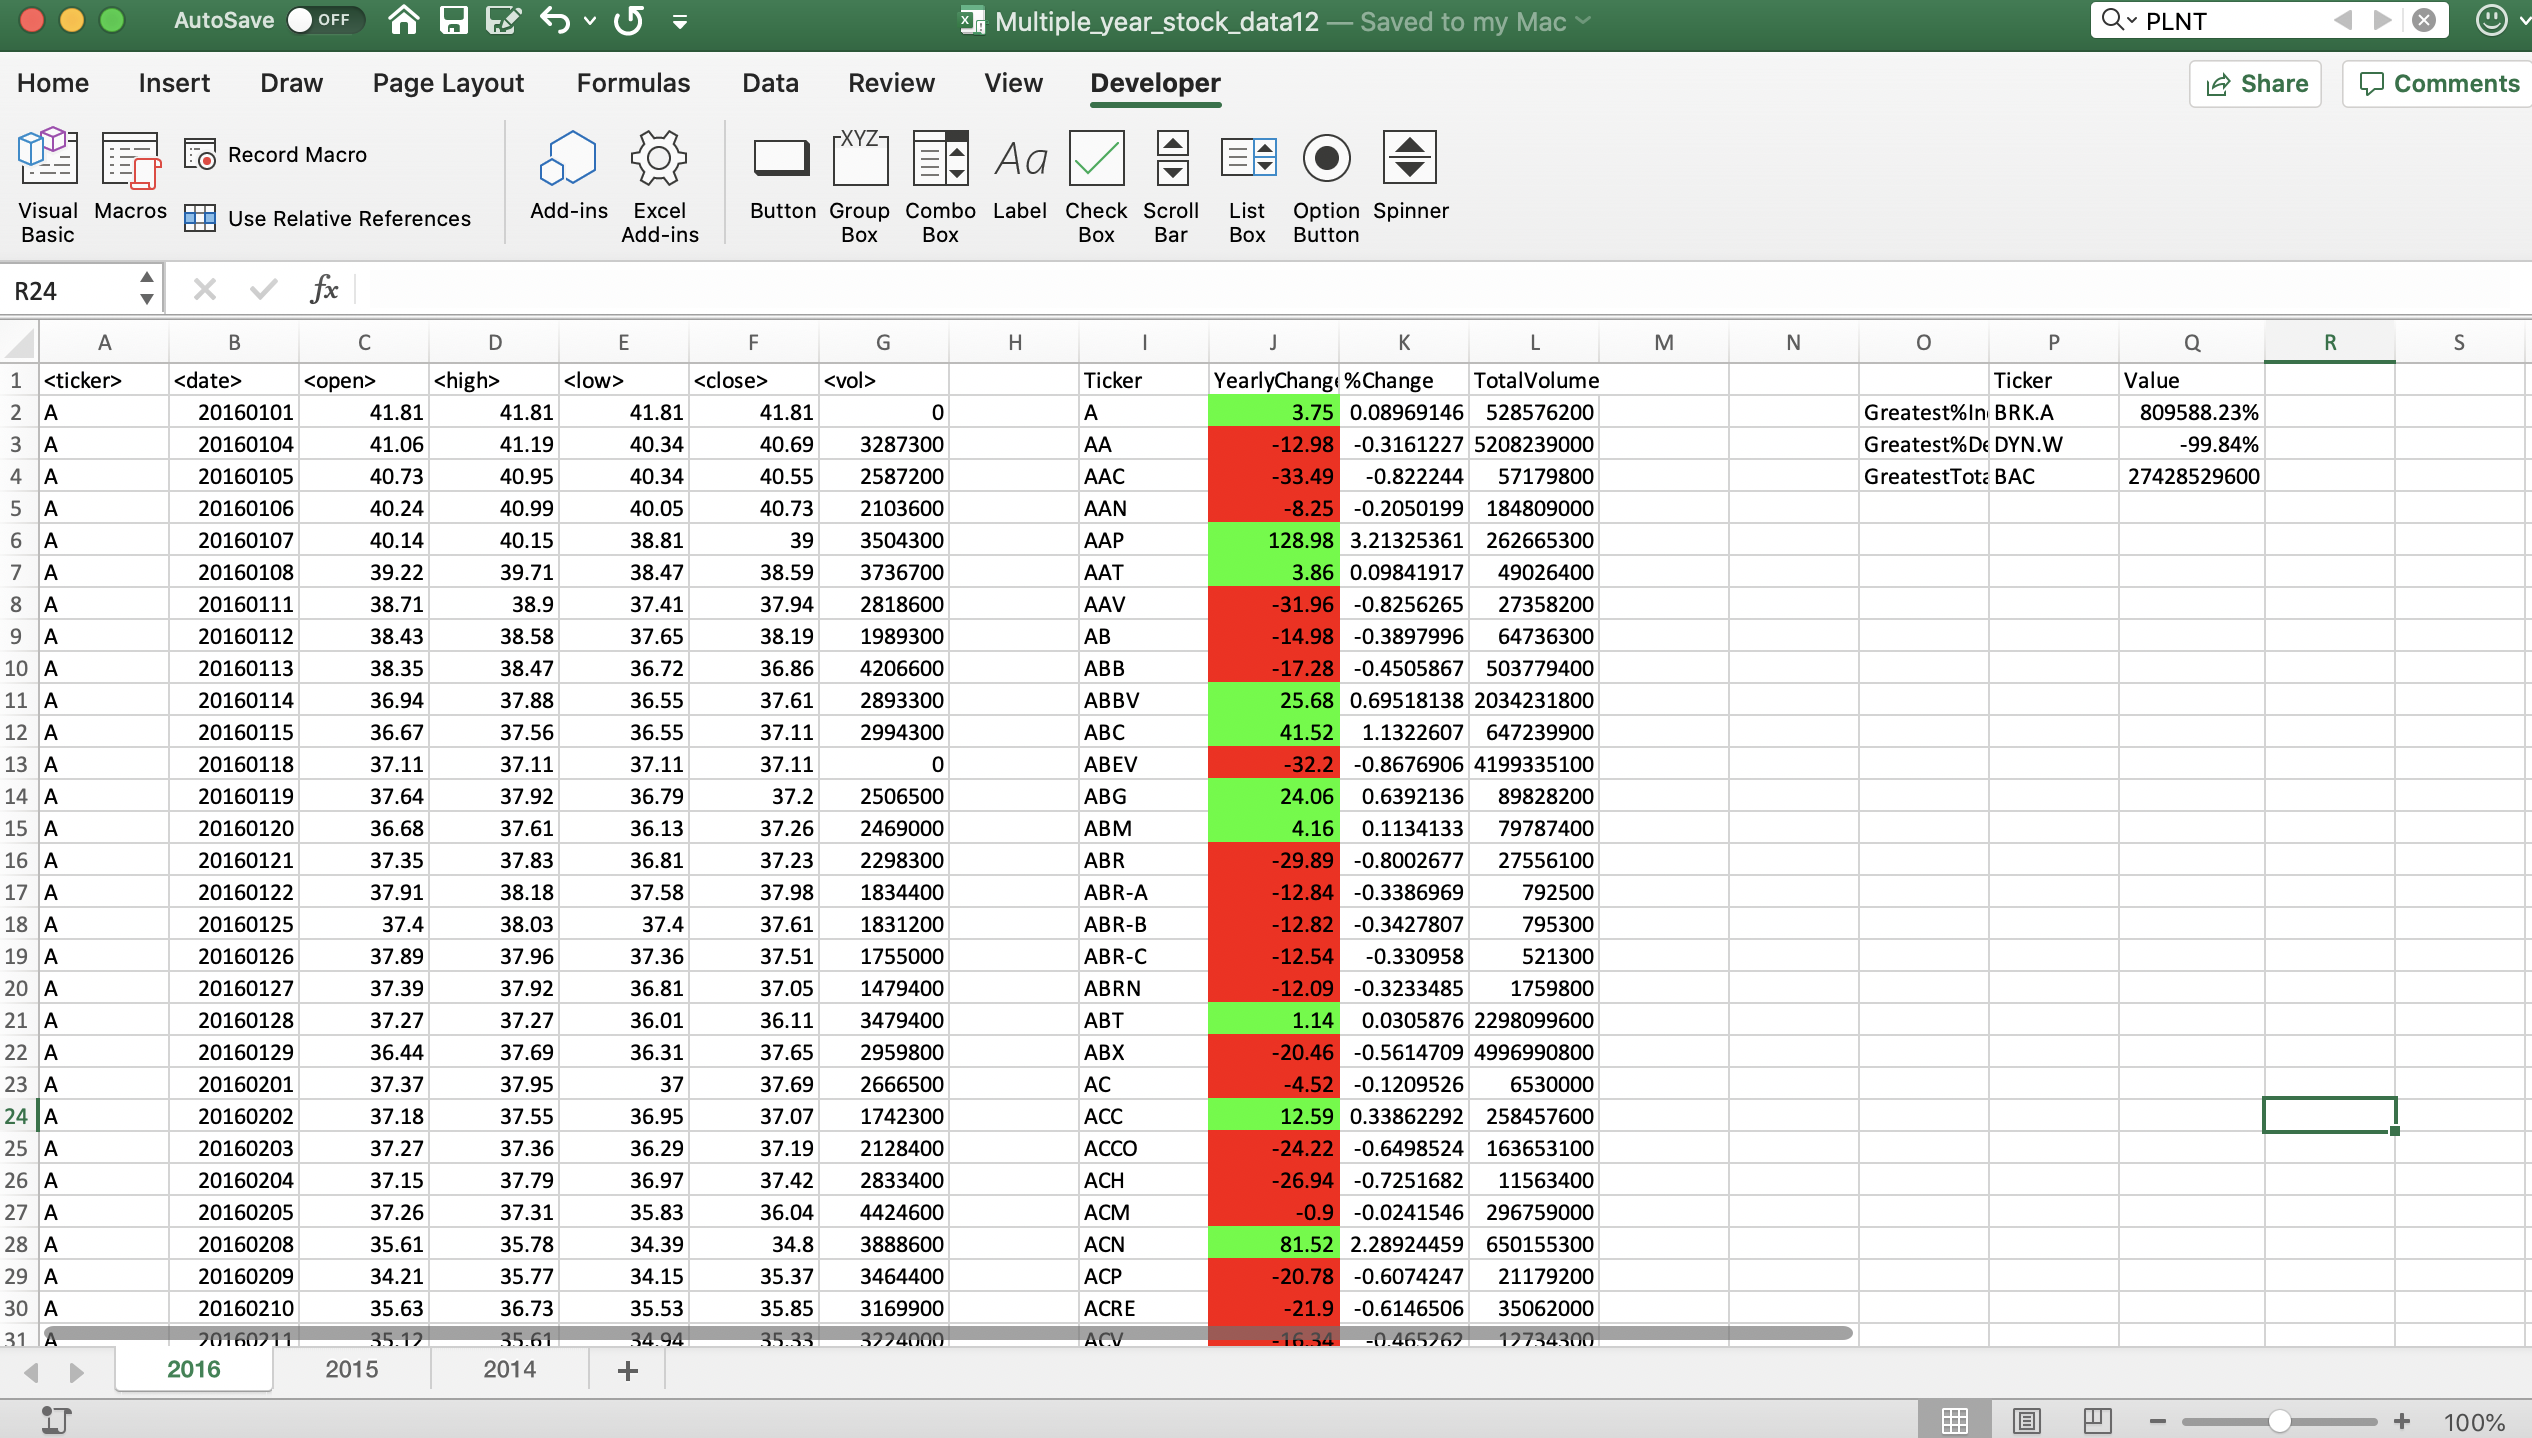 AutoSave OFF Multiple_year_stock_data12 — Saved to my Mac PLNT
Home Insert Draw Page Layout Formulas Data Review View Developer Share Comments
Visual Basic Macros Record Macro Use Relative References Add-ins Excel Add-ins Button Group Box Combo Box Label Check Box Scroll Bar List Box Option Button Spinner
XYZ Aa
R24 fx
A B C D E F G H I J K L M N O P Q R S
1 <ticker> <date> <open> <high> <low> <close> <vol> Ticker YearlyChange %Change TotalVolume Ticker Value
2 A 20160101 41.81 41.81 41.81 41.81 0 A 3.75 0.08969146 528576200 Greatest%In BRK.A 809588.23%
3 A 20160104 41.06 41.19 40.34 40.69 3287300 AA -12.98 -0.3161227 5208239000 Greatest%De DYN.W -99.84%
4 A 20160105 40.73 40.95 40.34 40.55 2587200 AAC -33.49 -0.822244 57179800 GreatestTota BAC 27428529600
5 A 20160106 40.24 40.99 40.05 40.73 2103600 AAN -8.25 -0.2050199 184809000
6 A 20160107 40.14 40.15 38.81 39 3504300 AAP 128.98 3.21325361 262665300
7 A 20160108 39.22 39.71 38.47 38.59 3736700 AAT 3.86 0.09841917 49026400
8 A 20160111 38.71 38.9 37.41 37.94 2818600 AAV -31.96 -0.8256265 27358200
9 A 20160112 38.43 38.58 37.65 38.19 1989300 AB -14.98 -0.3897996 64736300
10 A 20160113 38.35 38.47 36.72 36.86 4206600 ABB -17.28 -0.4505867 503779400
11 A 20160114 36.94 37.88 36.55 37.61 2893300 ABBV 25.68 0.69518138 2034231800
12 A 20160115 36.67 37.56 36.55 37.11 2994300 ABC 41.52 1.1322607 647239900
13 A 20160118 37.11 37.11 37.11 37.11 0 ABEV -32.2 -0.8676906 4199335100
14 A 20160119 37.64 37.92 36.79 37.2 2506500 ABG 24.06 0.6392136 89828200
15 A 20160120 36.68 37.61 36.13 37.26 2469000 ABM 4.16 0.1134133 79787400
16 A 20160121 37.35 37.83 36.81 37.23 2298300 ABR -29.89 -0.8002677 27556100
17 A 20160122 37.91 38.18 37.58 37.98 1834400 ABR-A -12.84 -0.3386969 792500
18 A 20160125 37.4 38.03 37.4 37.61 1831200 ABR-B -12.82 -0.3427807 795300
19 A 20160126 37.89 37.96 37.36 37.51 1755000 ABR-C -12.54 -0.330958 521300
20 A 20160127 37.39 37.92 36.81 37.05 1479400 ABRN -12.09 -0.3233485 1759800
21 A 20160128 37.27 37.27 36.01 36.11 3479400 ABT 1.14 0.0305876 2298099600
22 A 20160129 36.44 37.69 36.31 37.65 2959800 ABX -20.46 -0.5614709 4996990800
23 A 20160201 37.37 37.95 37 37.69 2666500 AC -4.52 -0.1209526 6530000
24 A 20160202 37.18 37.55 36.95 37.07 1742300 ACC 12.59 0.33862292 258457600
25 A 20160203 37.27 37.36 36.29 37.19 2128400 ACCO -24.22 -0.6498524 163653100
26 A 20160204 37.15 37.79 36.97 37.42 2833400 ACH -26.94 -0.7251682 11563400
27 A 20160205 37.26 37.31 35.83 36.04 4424600 ACM -0.9 -0.0241546 296759000
28 A 20160208 35.61 35.78 34.39 34.8 3888600 ACN 81.52 2.28924459 650155300
29 A 20160209 34.21 35.77 34.15 35.37 3464400 ACP -20.78 -0.6074247 21179200
30 A 20160210 35.63 36.73 35.53 35.85 3169900 ACRE -21.9 -0.6146506 35062000
31 A 20160211 35.12 35.61 34.94 35.33 3224000 ACV -16.34 -0.465262 12734300
2016 2015 2014 +
100%